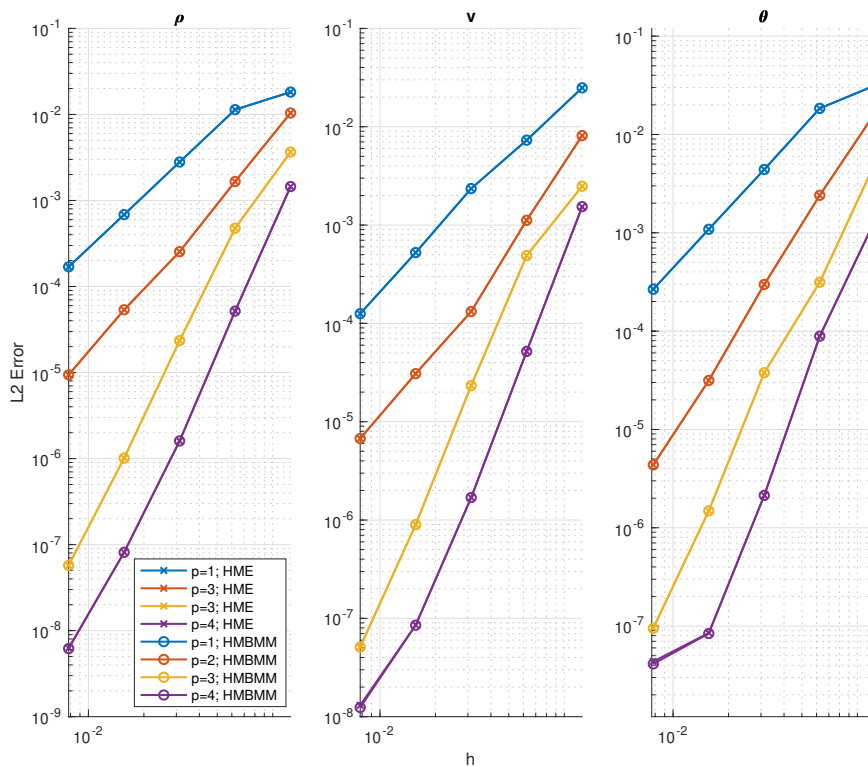 ρ
v
θ
L2 Error
10^-1
10^-2
10^-3
10^-4
10^-5
10^-6
10^-7
10^-8
10^-9
10^-2
10^0
10^-1
10^-2
10^-3
10^-4
10^-5
10^-6
10^-7
10^-8
10^-2
10^-1
10^-2
10^-3
10^-4
10^-5
10^-6
10^-7
10^-2
p=1; HME
p=3; HME
p=3; HME
p=4; HME
p=1; HMBMM
p=2; HMBMM
p=3; HMBMM
p=4; HMBMM
h